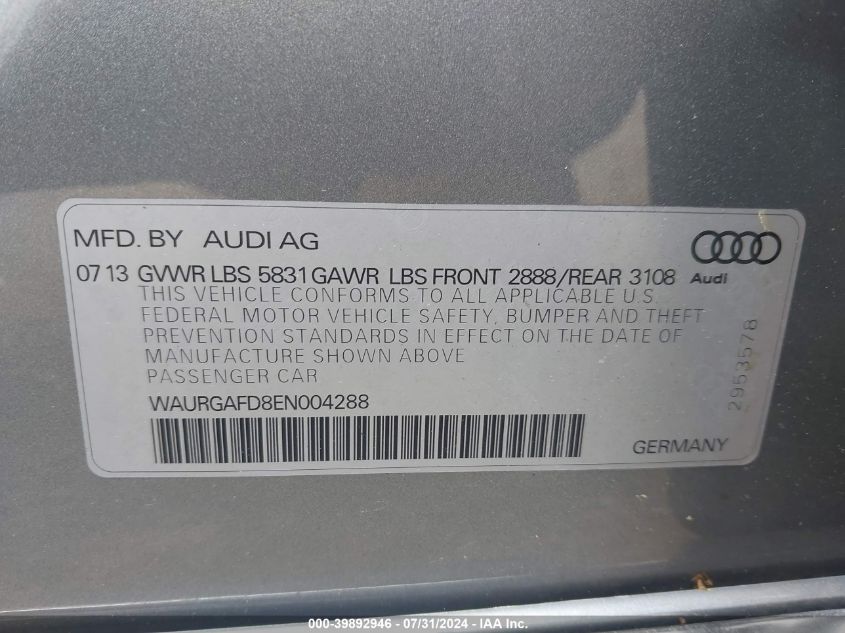 MFD. BY AUDI AG
07 13 GVWR LBS 5831 GAWR LBS FRONT 2888/REAR 3108
Audi
THIS VEHICLE CONFORMS TO ALL APPLICABLE U.S.
FEDERAL MOTOR VEHICLE SAFETY, BUMPER AND THEFT
PREVENTION STANDARDS IN EFFECT ON THE DATE OF
MANUFACTURE SHOWN ABOVE
PASSENGER CAR
2953578
WAURGAFD8EN004288
GERMANY
000-39892946 - 07/31/2024 - IAA Inc.